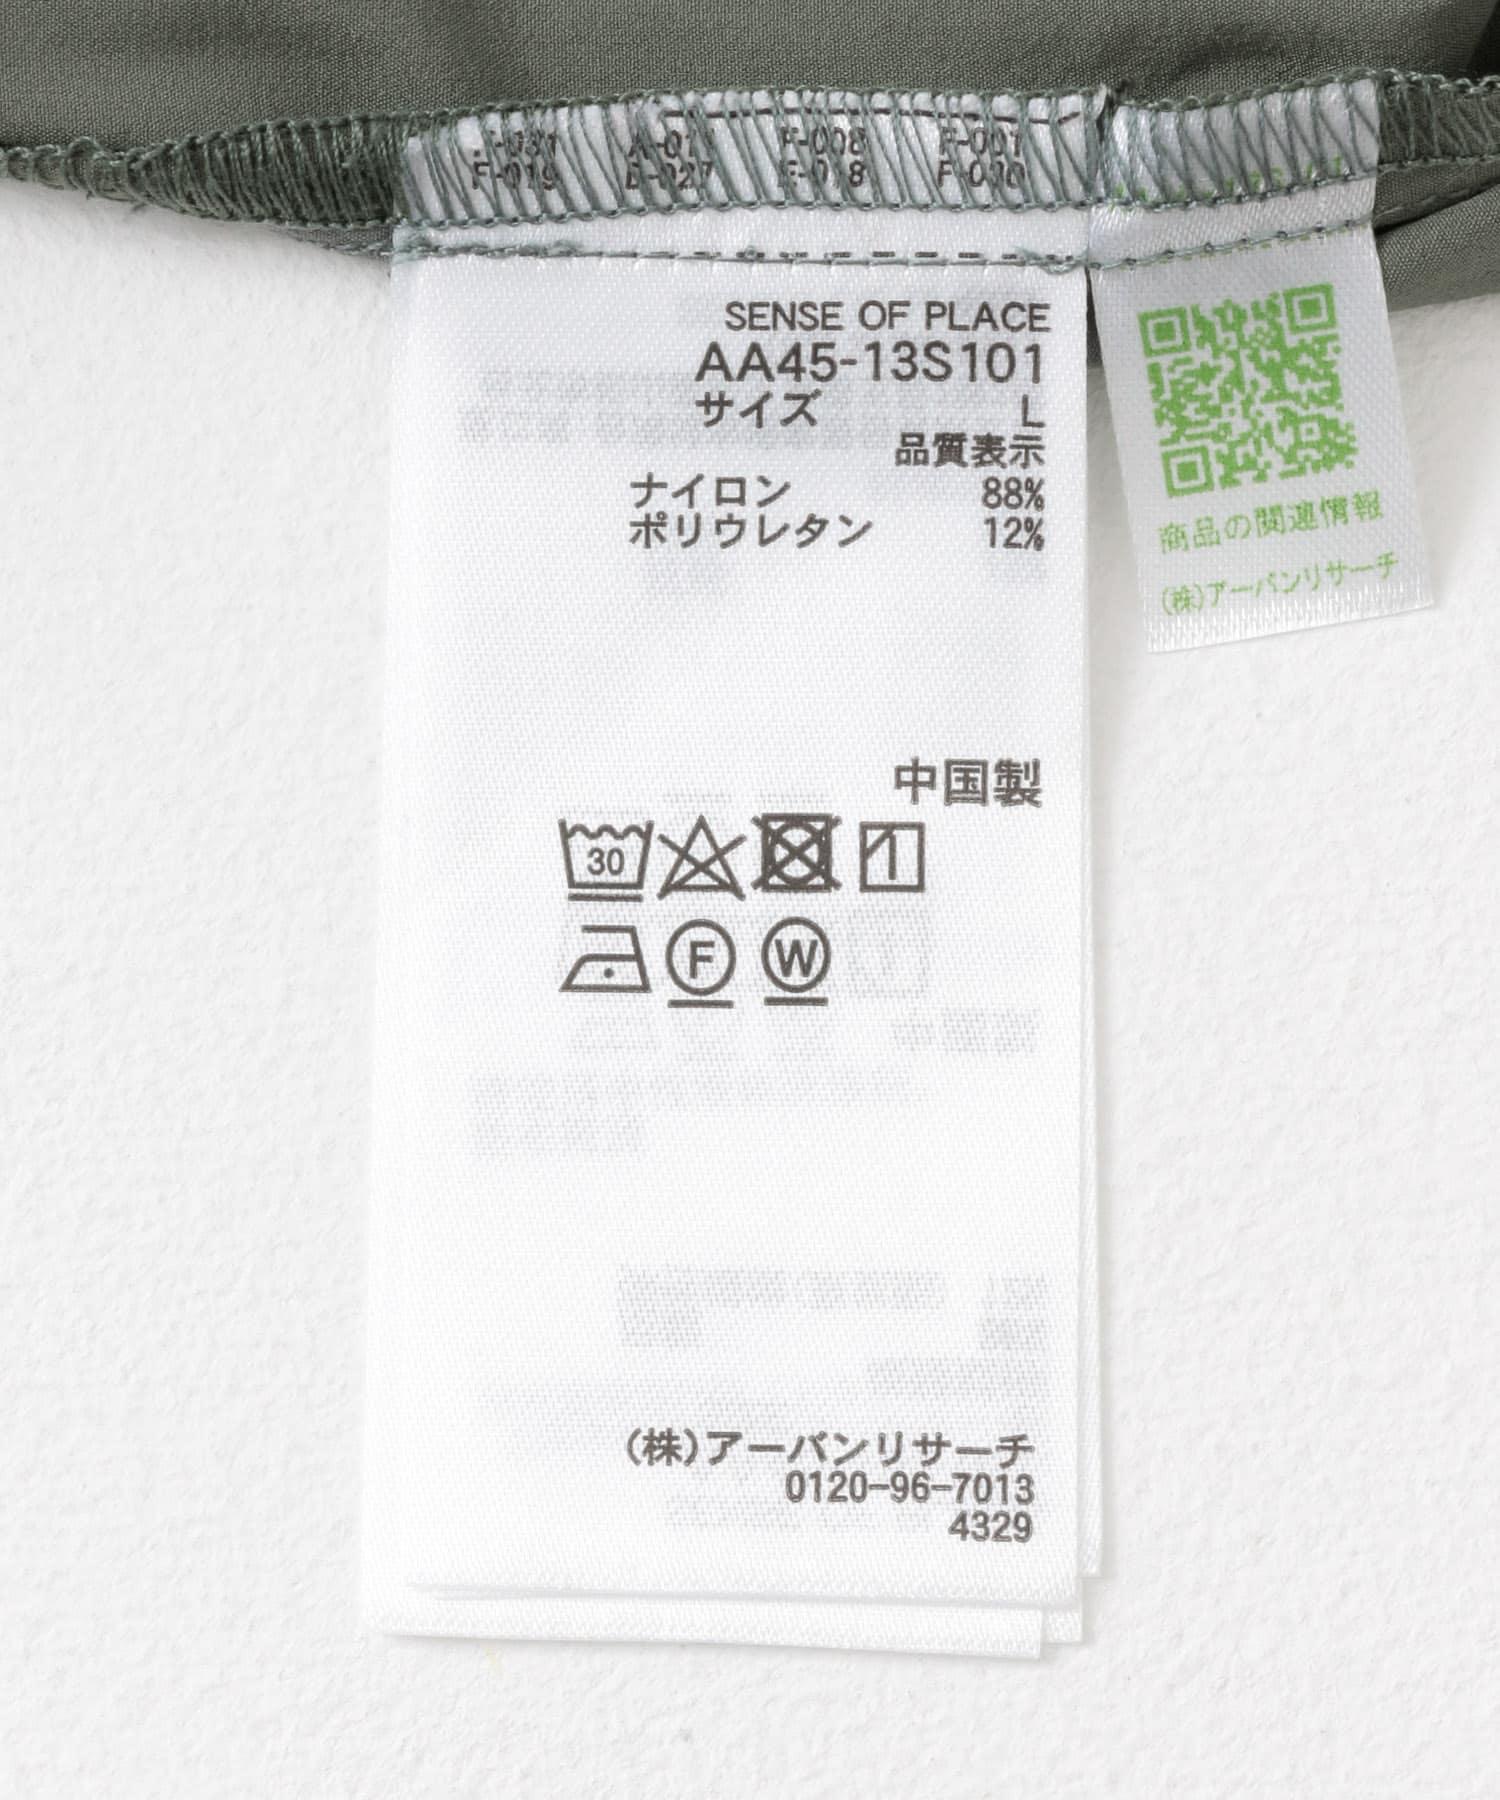 SENSE OF PLACE
AA45-13S101
サイズ L
品質表示
ナイロン 88%
ポリウレタン 12%
中国製
30
F W
(株)アーバンリサーチ
0120-96-7013
4329
商品の関連情報
(株)アーバンリサーチ